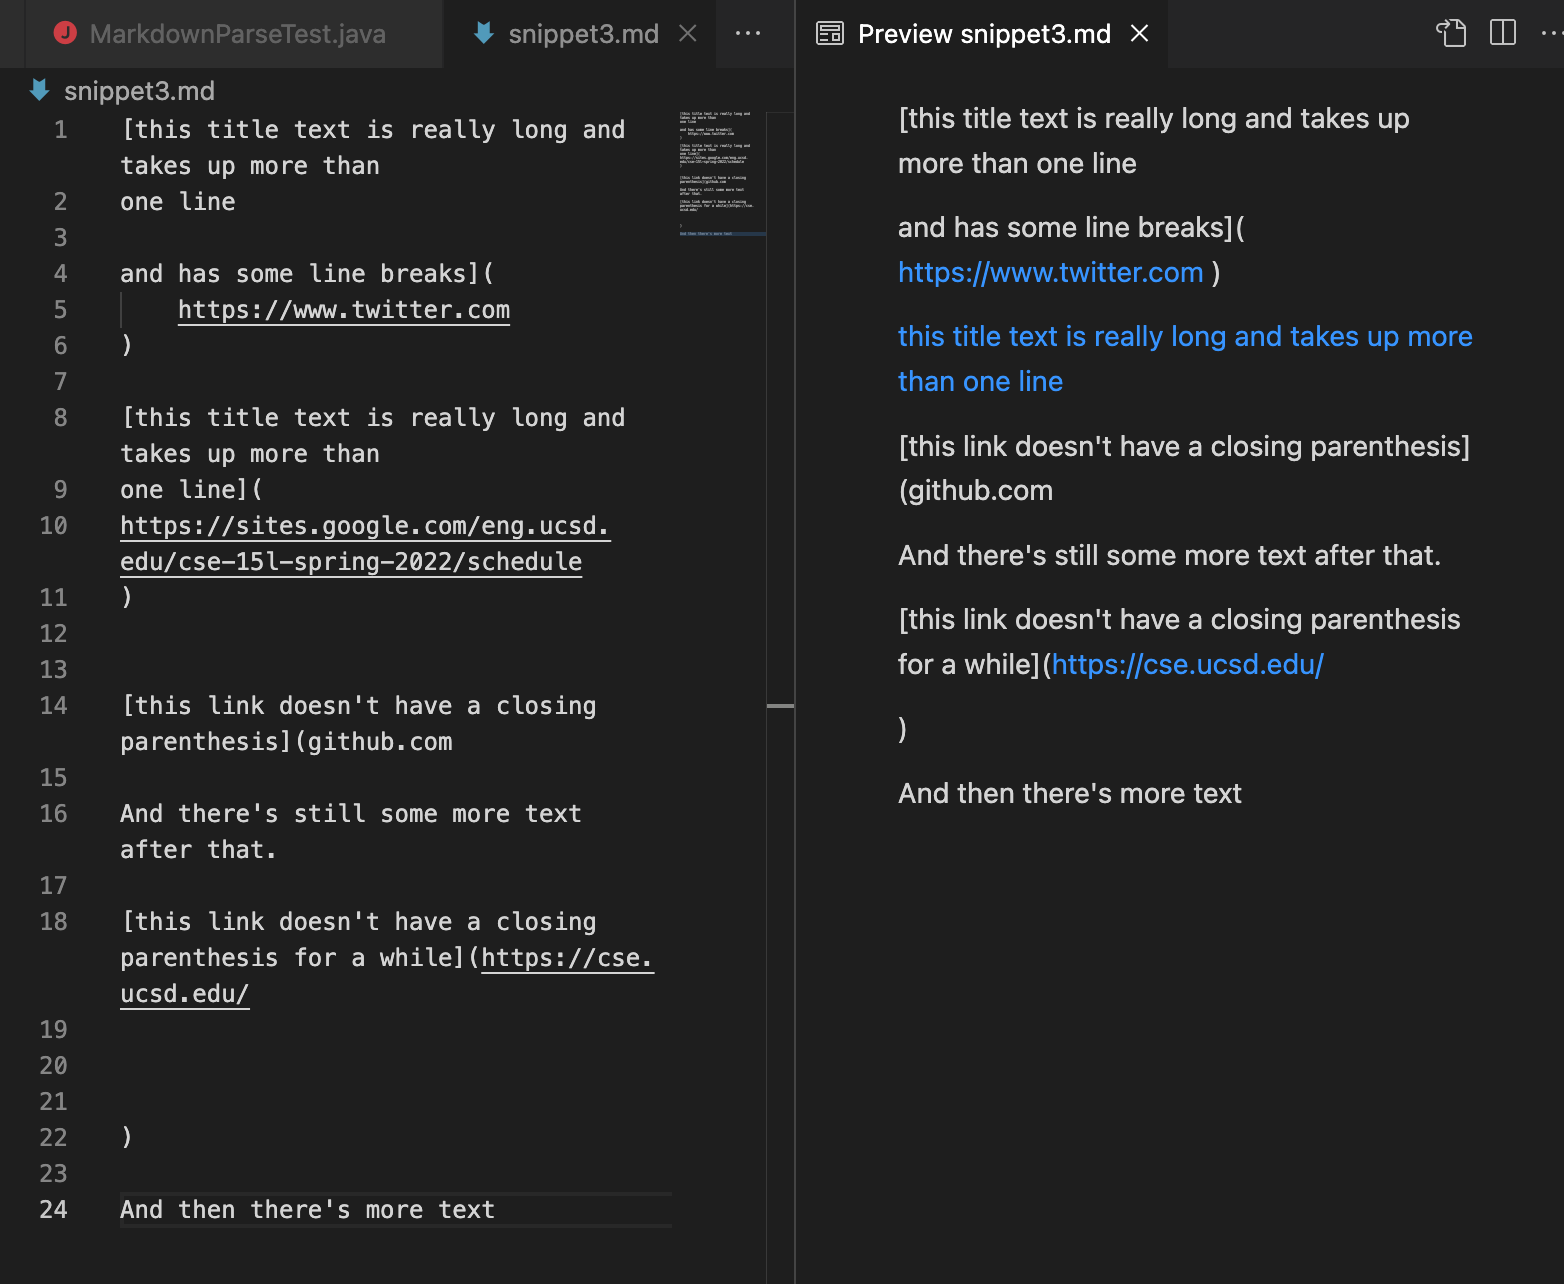 MarkdownParseTest.java
snippet3.md
Preview snippet3.md
snippet3.md
1 [this title text is really long and
takes up more than
2 one line
3
4 and has some line breaks](
5 https://www.twitter.com
6 )
7
8 [this title text is really long and
takes up more than
9 one line](
10 https://sites.google.com/eng.ucsd.
edu/cse-15l-spring-2022/schedule
11 )
12
13
14 [this link doesn't have a closing
parenthesis](github.com
15
16 And there's still some more text
after that.
17
18 [this link doesn't have a closing
parenthesis for a while](https://cse.
ucsd.edu/
19
20
21
22 )
23
24 And then there's more text
[this title text is really long and takes up
more than one line
and has some line breaks](
https://www.twitter.com )
this title text is really long and takes up more
than one line
[this link doesn't have a closing parenthesis]
(github.com
And there's still some more text after that.
[this link doesn't have a closing parenthesis
for a while](https://cse.ucsd.edu/
)
And then there's more text